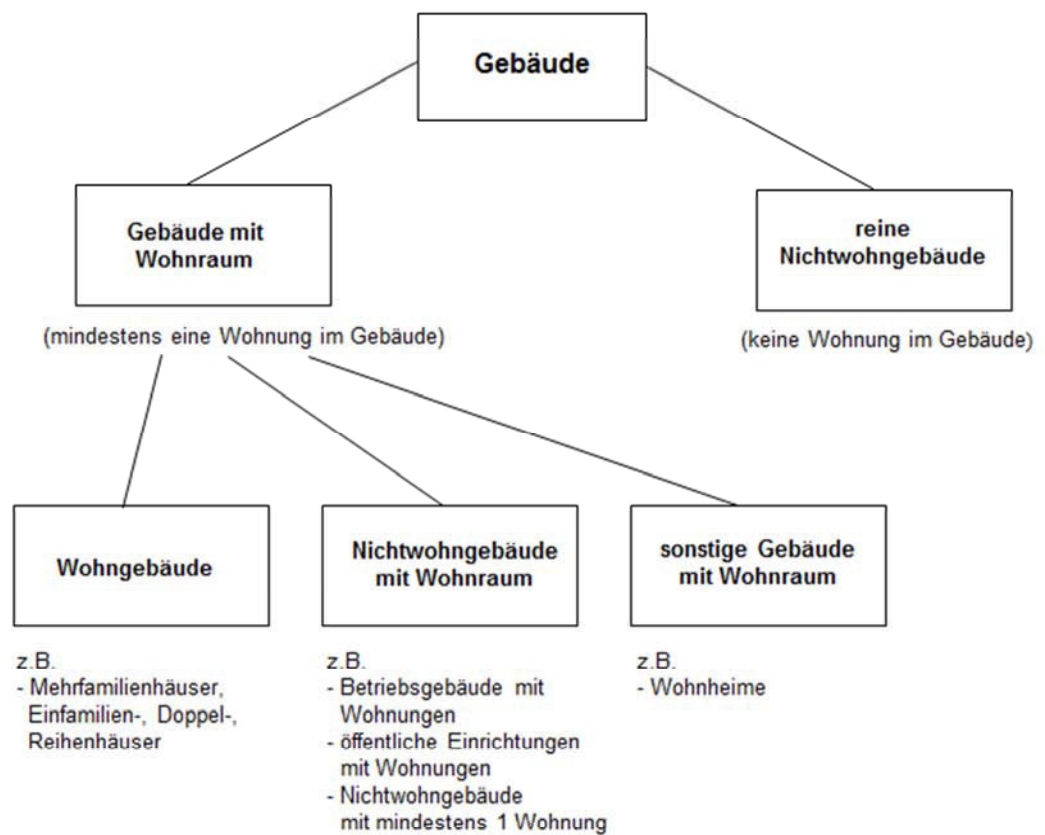 Gebäude
Gebäude mit
Wohnraum
reine
Nichtwohngebäude
(mindestens eine Wohnung im Gebäude)
(keine Wohnung im Gebäude)
Wohngebäude
Nichtwohngebäude
mit Wohnraum
sonstige Gebäude
mit Wohnraum
z.B.
- Mehrfamilienhäuser,
Einfamilien-, Doppel-,
Reihenhäuser
z.B.
- Betriebsgebäude mit
Wohnungen
- öffentliche Einrichtungen
mit Wohnungen
- Nichtwohngebäude
mit mindestens 1 Wohnung
z.B.
- Wohnheime